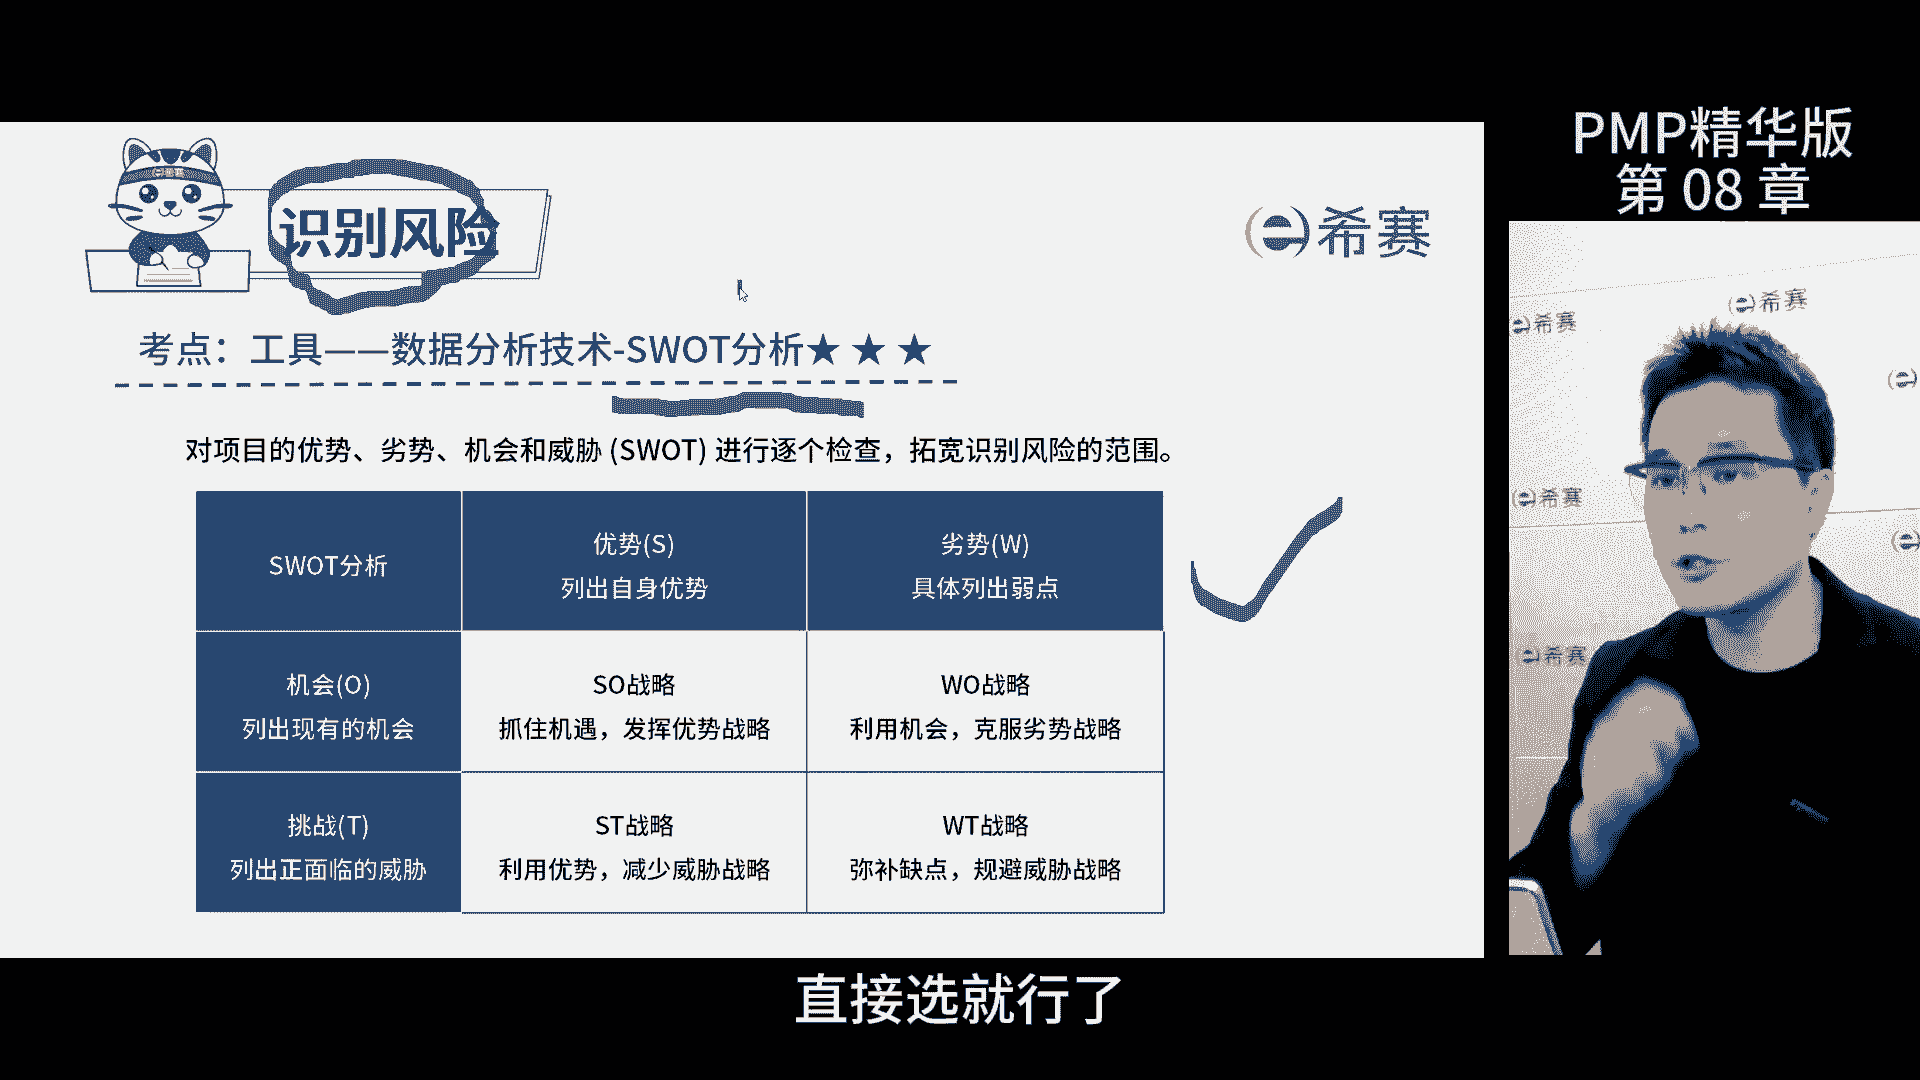 PMP精华版
第 08 章
识别风险
(e)希赛
考点：工具——数据分析技术-SWOT分析★ ★ ★
对项目的优势、劣势、机会和威胁 (SWOT) 进行逐个检查，拓宽识别风险的范围。
SWOT分析
优势(S)
列出自身优势
劣势(W)
具体列出弱点
机会(O)
列出现有的机会
SO战略
抓住机遇，发挥优势战略
WO战略
利用机会，克服劣势战略
挑战(T)
列出正面临的威胁
ST战略
利用优势，减少威胁战略
WT战略
弥补缺点，规避威胁战略
(e)希赛
(e)希赛
(e)希赛
(e)希赛
直接选就行了